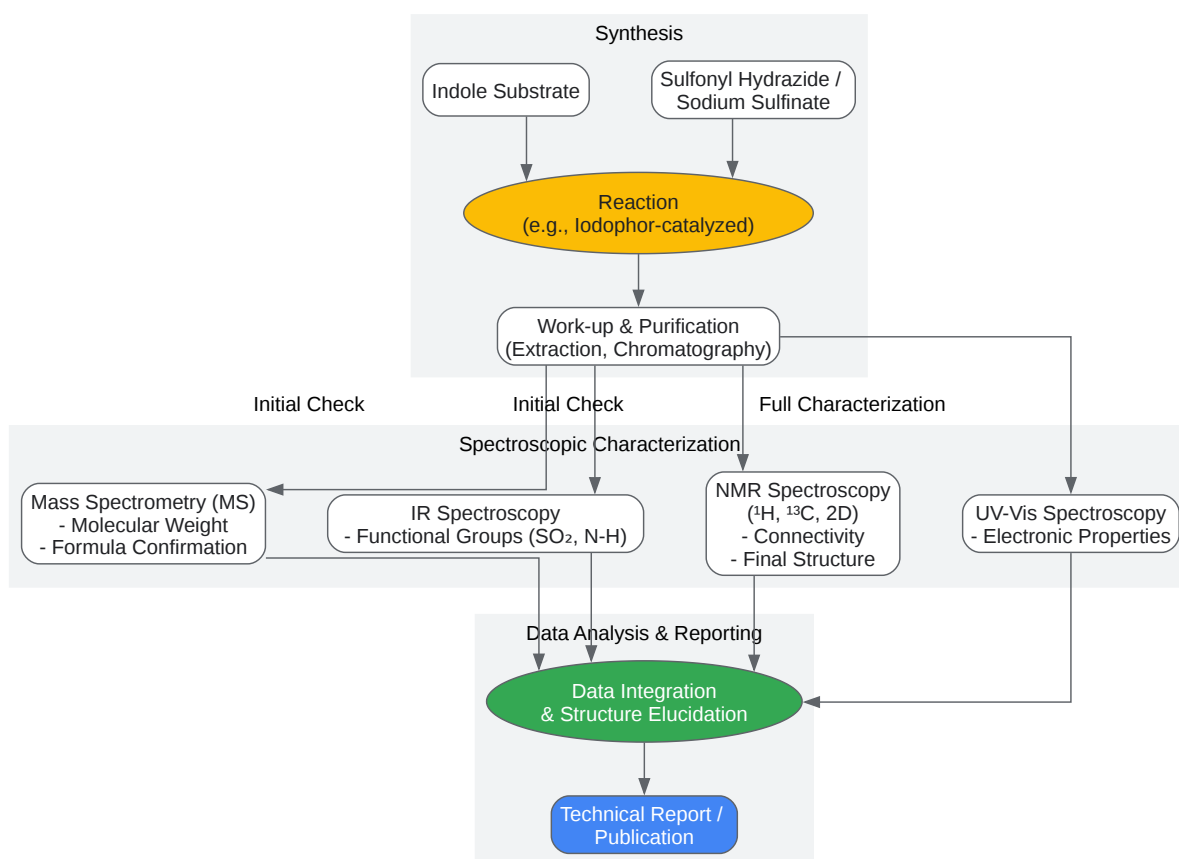 Synthesis
Indole Substrate
Sulfonyl Hydrazide /
Sodium Sulfinate
Reaction
(e.g., Iodophor-catalyzed)
Work-up & Purification
(Extraction, Chromatography)
Initial Check
Initial Check
Full Characterization
Spectroscopic Characterization
Mass Spectrometry (MS)
- Molecular Weight
- Formula Confirmation
IR Spectroscopy
- Functional Groups (SO₂, N-H)
NMR Spectroscopy
(¹H, ¹³C, 2D)
- Connectivity
- Final Structure
UV-Vis Spectroscopy
- Electronic Properties
Data Analysis & Reporting
Data Integration
& Structure Elucidation
Technical Report /
Publication